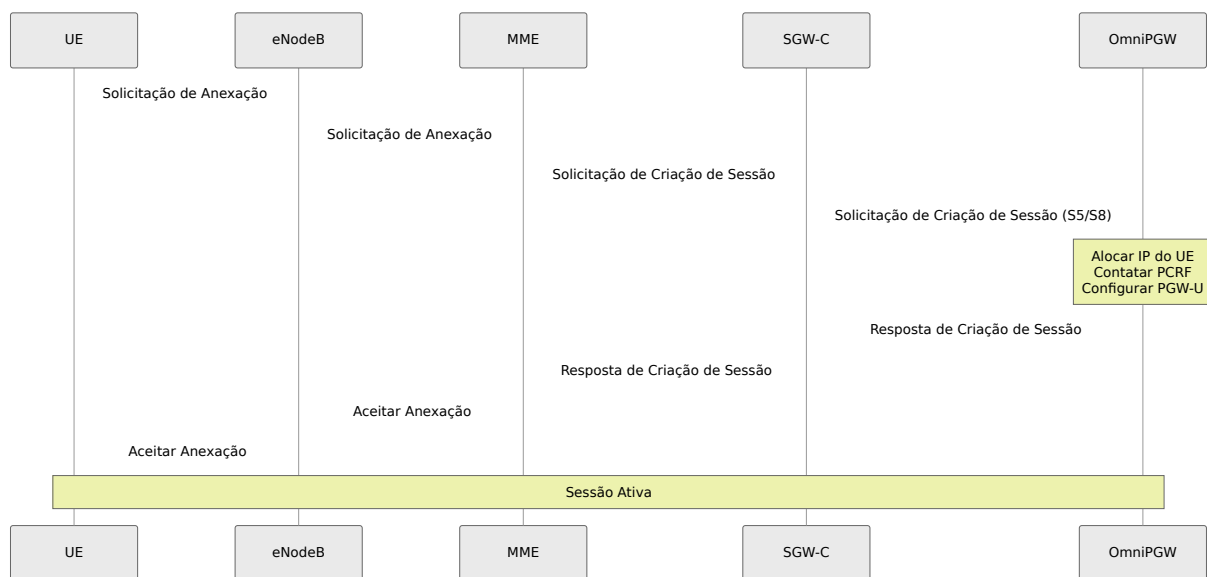 UE
eNodeB
MME
SGW-C
OmniPGW
Solicitação de Anexação
Solicitação de Anexação
Solicitação de Criação de Sessão
Solicitação de Criação de Sessão (S5/S8)
Alocar IP do UE
Contatar PCRF
Configurar PGW-U
Resposta de Criação de Sessão
Resposta de Criação de Sessão
Aceitar Anexação
Aceitar Anexação
Sessão Ativa
UE
eNodeB
MME
SGW-C
OmniPGW